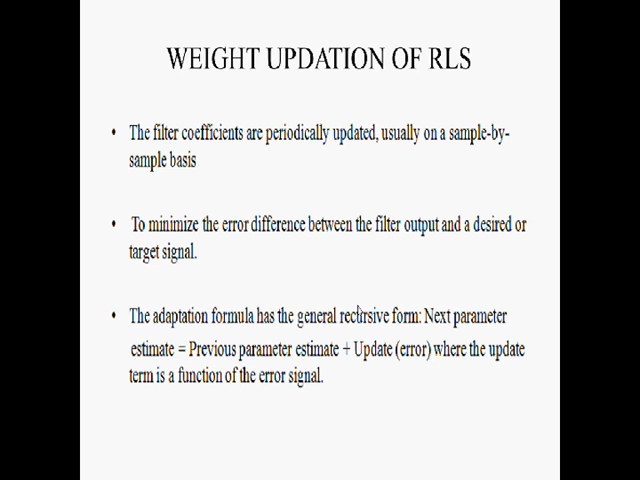 WEIGHT UPDATION OF RLS
• The filter coefficients are periodically updated, usually on a sample-by-
sample basis
• To minimize the error difference between the filter output and a desired or
target signal.
• The adaptation formula has the general recursive form: Next parameter
estimate = Previous parameter estimate + Update (error) where the update
term is a function of the error signal.